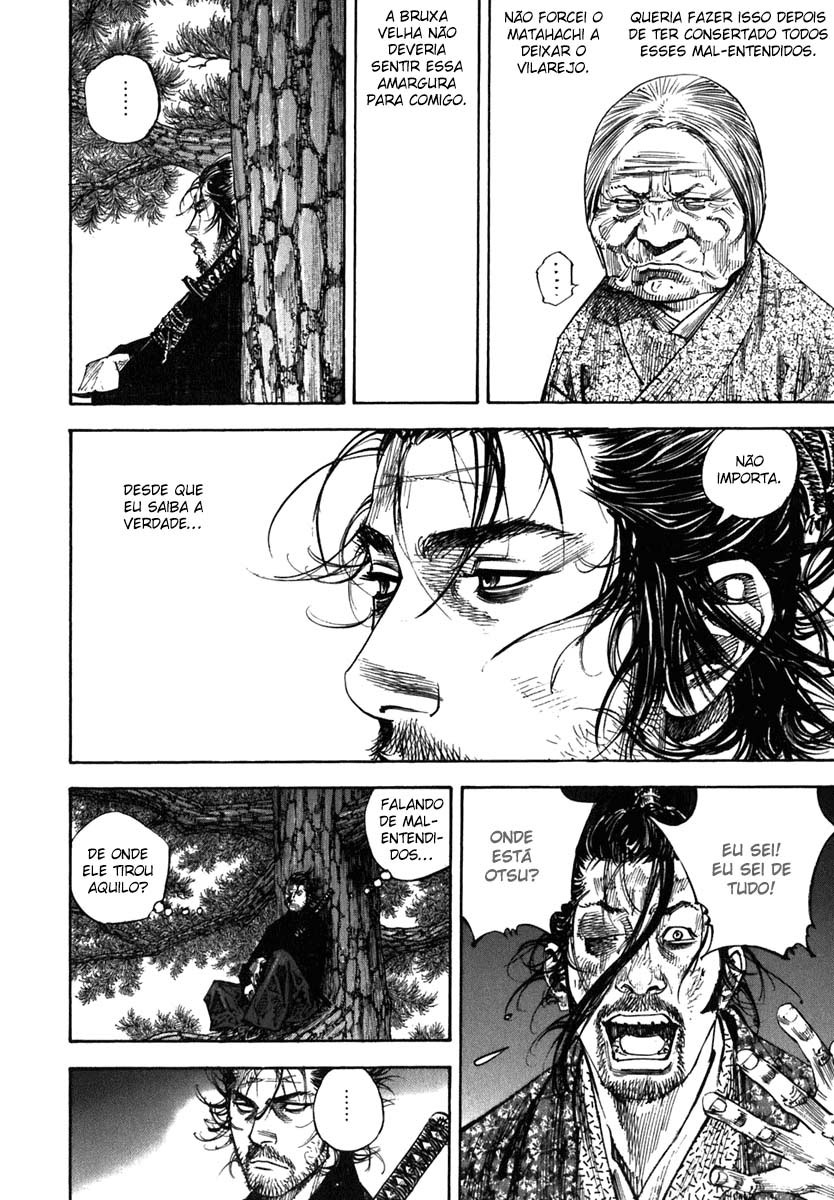 QUERIA FAZER ISSO DEPOIS
DE TER CONSERTADO TODOS
ESSES MAL-ENTENDIDOS.
NÃO FORCEI O
MATAHACHI A
DEIXAR O
VILAREJO.
....
A BRUXA
VELHA NÃO
DEVERIA
SENTIR ESSA
AMARGURA
PARA COMIGO.
......
NÃO
IMPORTA.
DESDE QUE
EU SAIBA A
VERDADE...
EU SEI!
EU SEI DE
TUDO!
ONDE
ESTÁ
OTSU?
FALANDO
DE MAL-
ENTENDI-
DOS...
DE ONDE
ELE TIROU
AQUILO?
.....